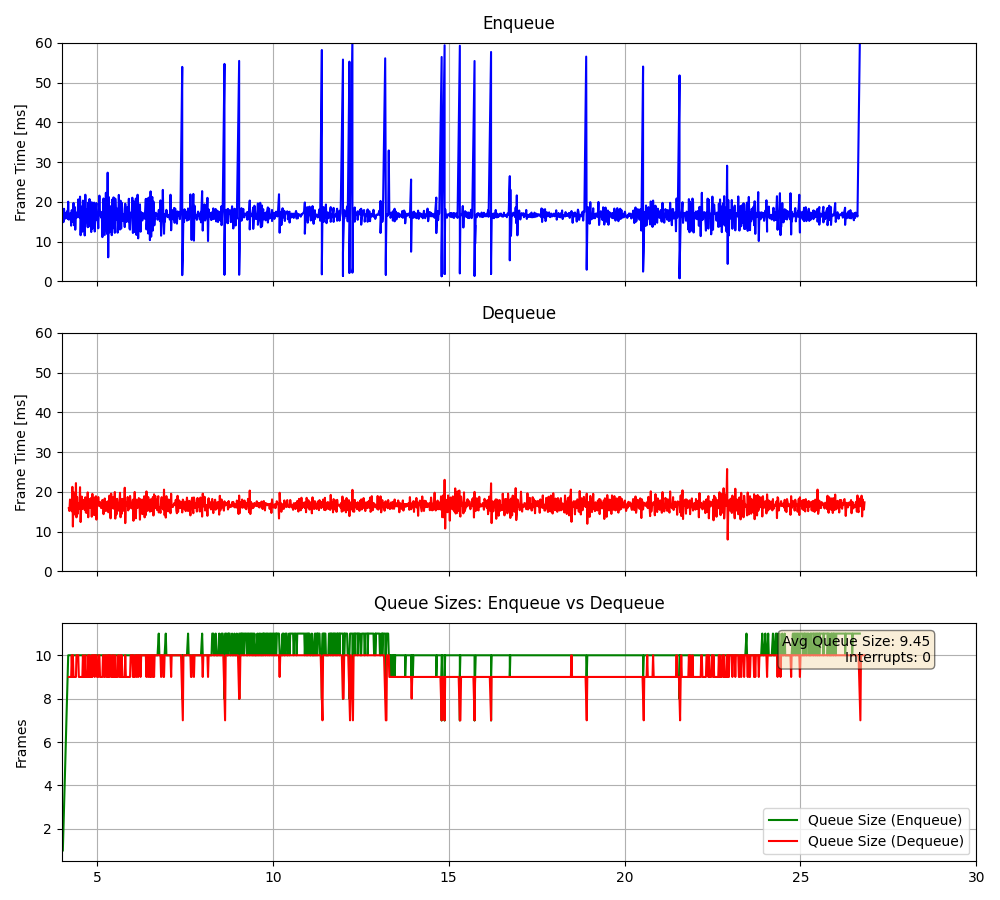 Enqueue
60
50
40
30
20
10
0
Frame Time [ms]
Dequeue
60
50
40
30
20
10
0
Frame Time [ms]
Queue Sizes: Enqueue vs Dequeue
Avg Queue Size: 9.45
Interrupts: 0
10
8
6
4
2
Frames
Queue Size (Enqueue)
Queue Size (Dequeue)
5 10 15 20 25 30